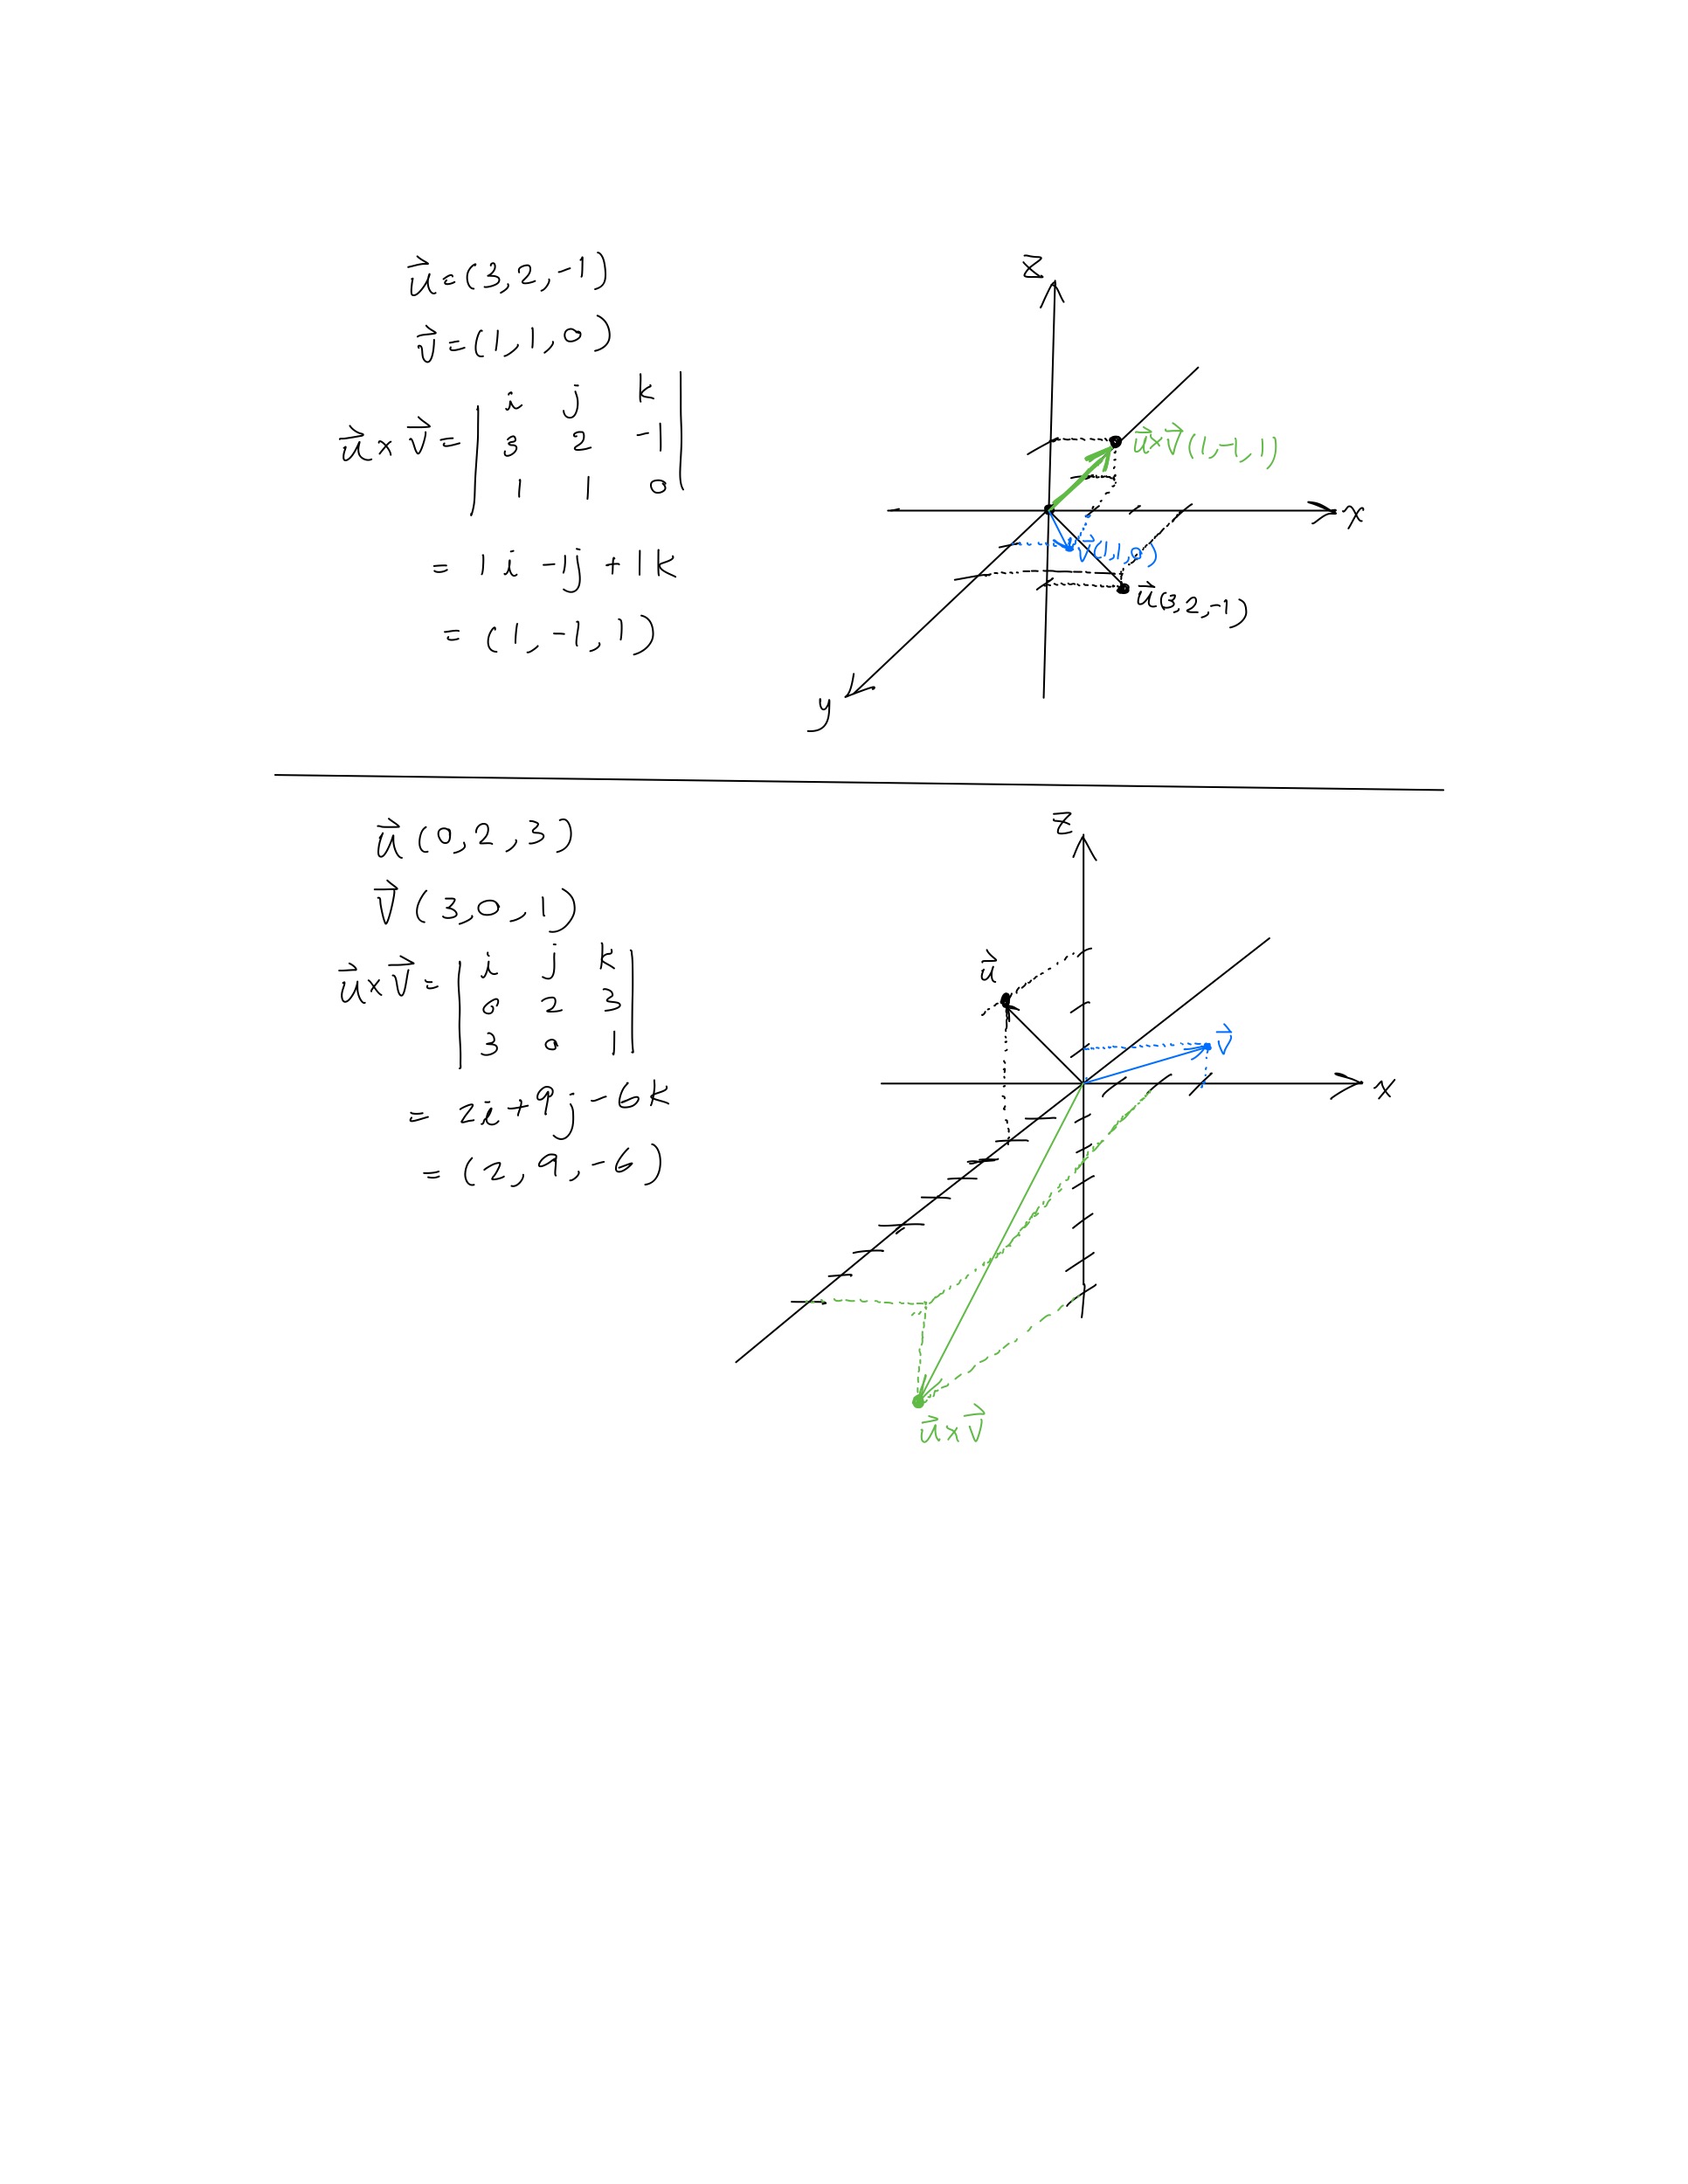 u⃗=(3,2,-1)
v⃗=(1,1,0)
u⃗×v⃗=| i j k |
| 3 2 -1 |
| 1 1 0 |
= 1i -1j +1k
= (1,-1,1)
z
u⃗×v⃗(1,-1,1)
x
v⃗(1,1,0)
u⃗(3,2,-1)
y
u⃗(0,2,3)
v⃗(3,0,1)
u⃗×v⃗=| i j k |
| 0 2 3 |
| 3 0 1 |
= 2i+9j-6k
= (2,9,-6)
z
u⃗
v⃗
x
u⃗×v⃗